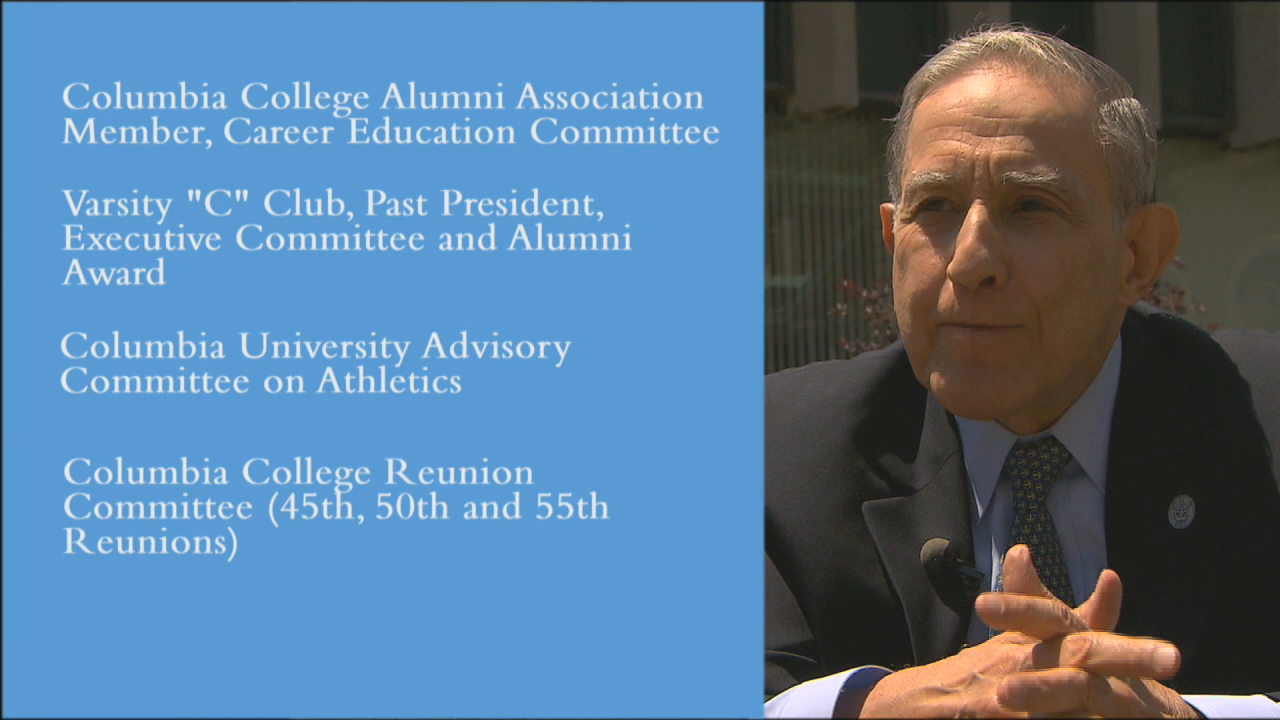 Columbia College Alumni Association
Member, Career Education Committee
Varsity "C" Club, Past President,
Executive Committee and Alumni
Award
Columbia University Advisory
Committee on Athletics
Columbia College Reunion
Committee (45th, 50th and 55th
Reunions)